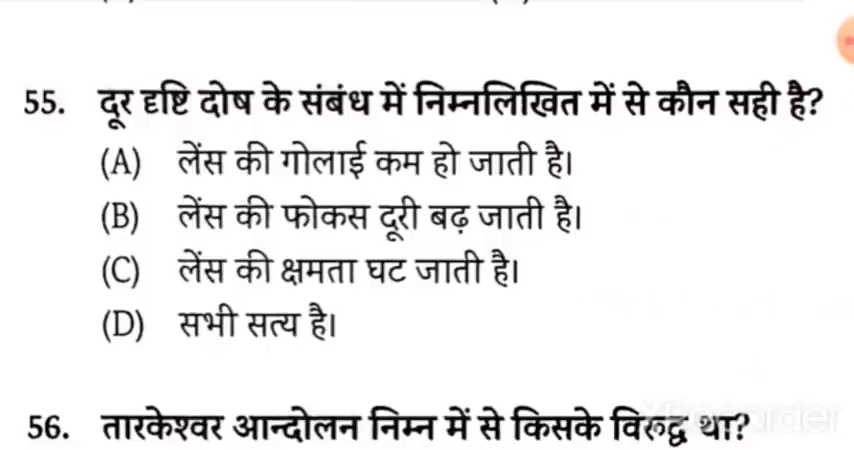 55. दूर दृष्टि दोष के संबंध में निम्नलिखित में से कौन सही है?
(A) लेंस की गोलाई कम हो जाती है।
(B) लेंस की फोकस दूरी बढ़ जाती है।
(C) लेंस की क्षमता घट जाती है।
(D) सभी सत्य है।
56. तारकेश्वर आन्दोलन निम्न में से किसके विरुद्ध था?